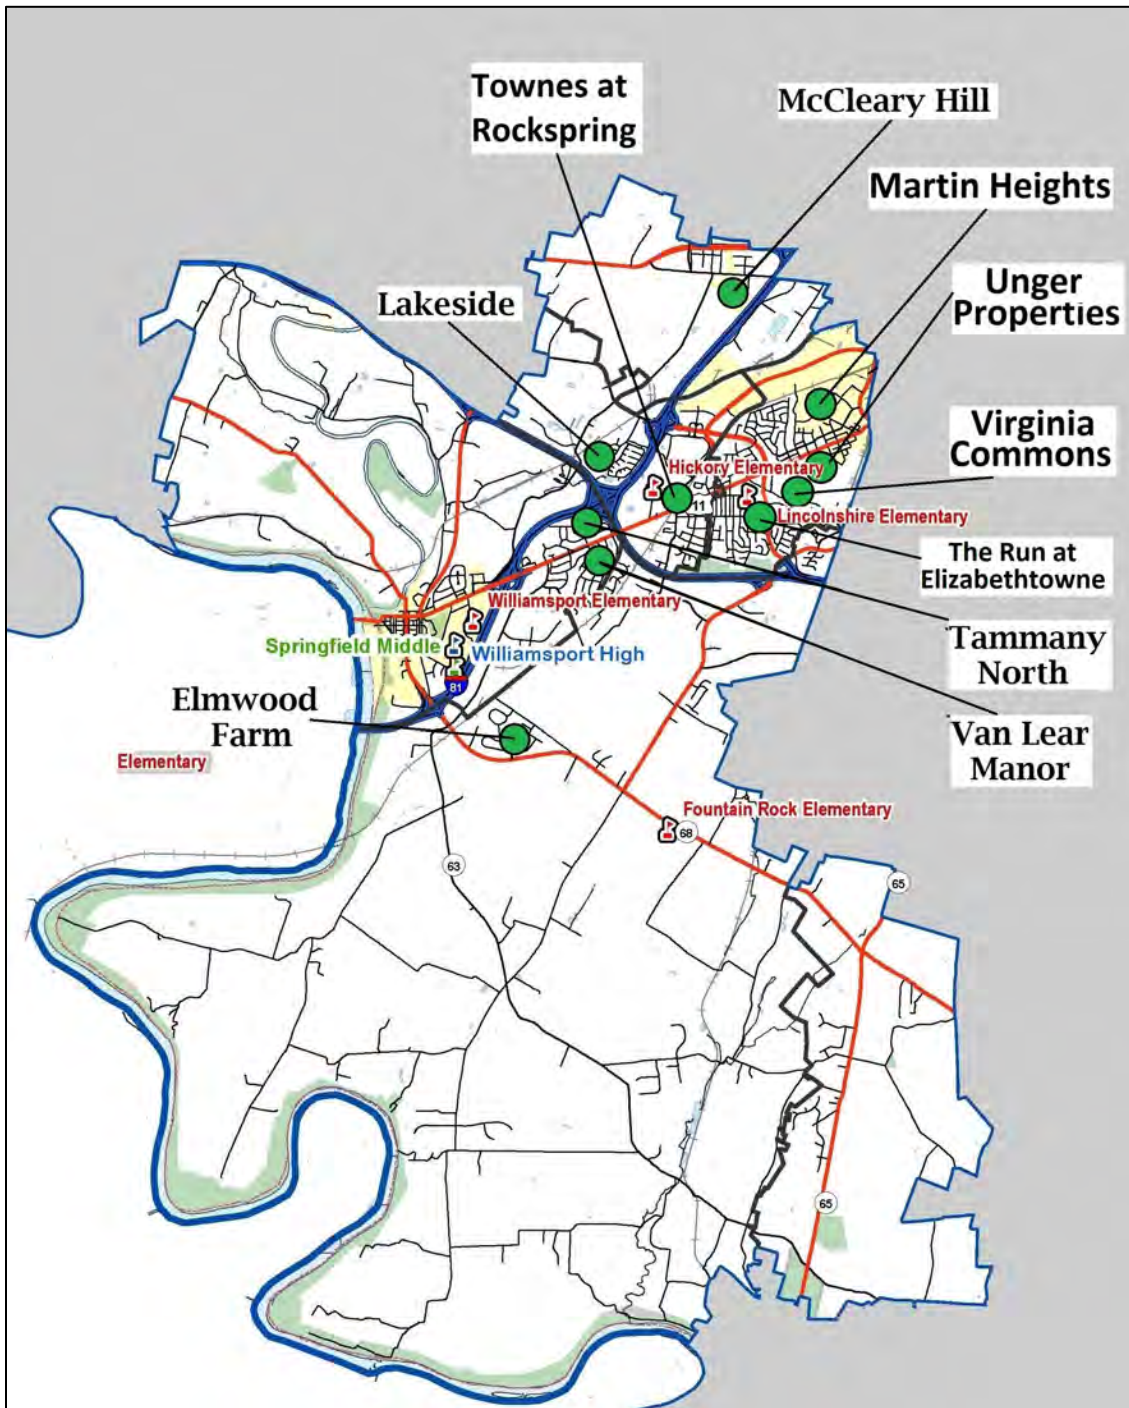 Townes at
Rockspring
McCleary Hill
Martin Heights
Unger
Properties
Lakeside
Virginia
Commons
Hickory Elementary
11
Lincolnshire Elementary
The Run at
Elizabethtowne
Williamsport Elementary
Springfield Middle
Williamsport High
Tammany
North
81
Elmwood
Farm
Van Lear
Manor
Elementary
Fountain Rock Elementary
68
63
65
65